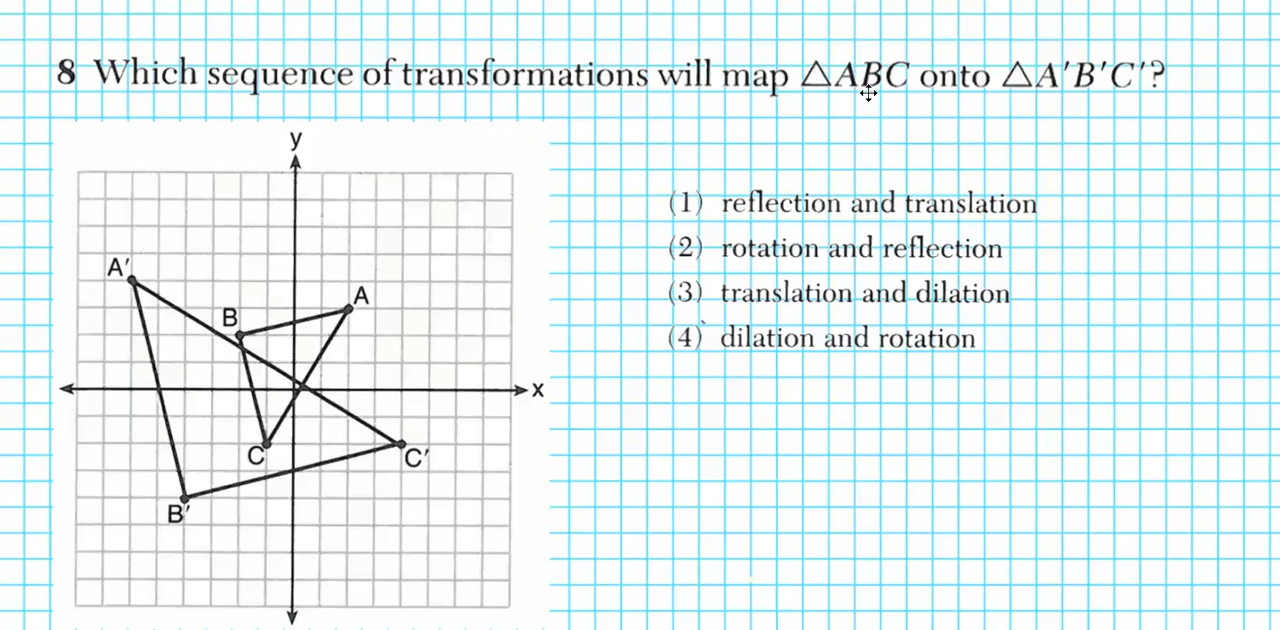 8 Which sequence of transformations will map △ABC onto △A′B′C′?
y
(1) reflection and translation
(2) rotation and reflection
A′
(3) translation and dilation
A
B
(4) dilation and rotation
x
C
C′
B′